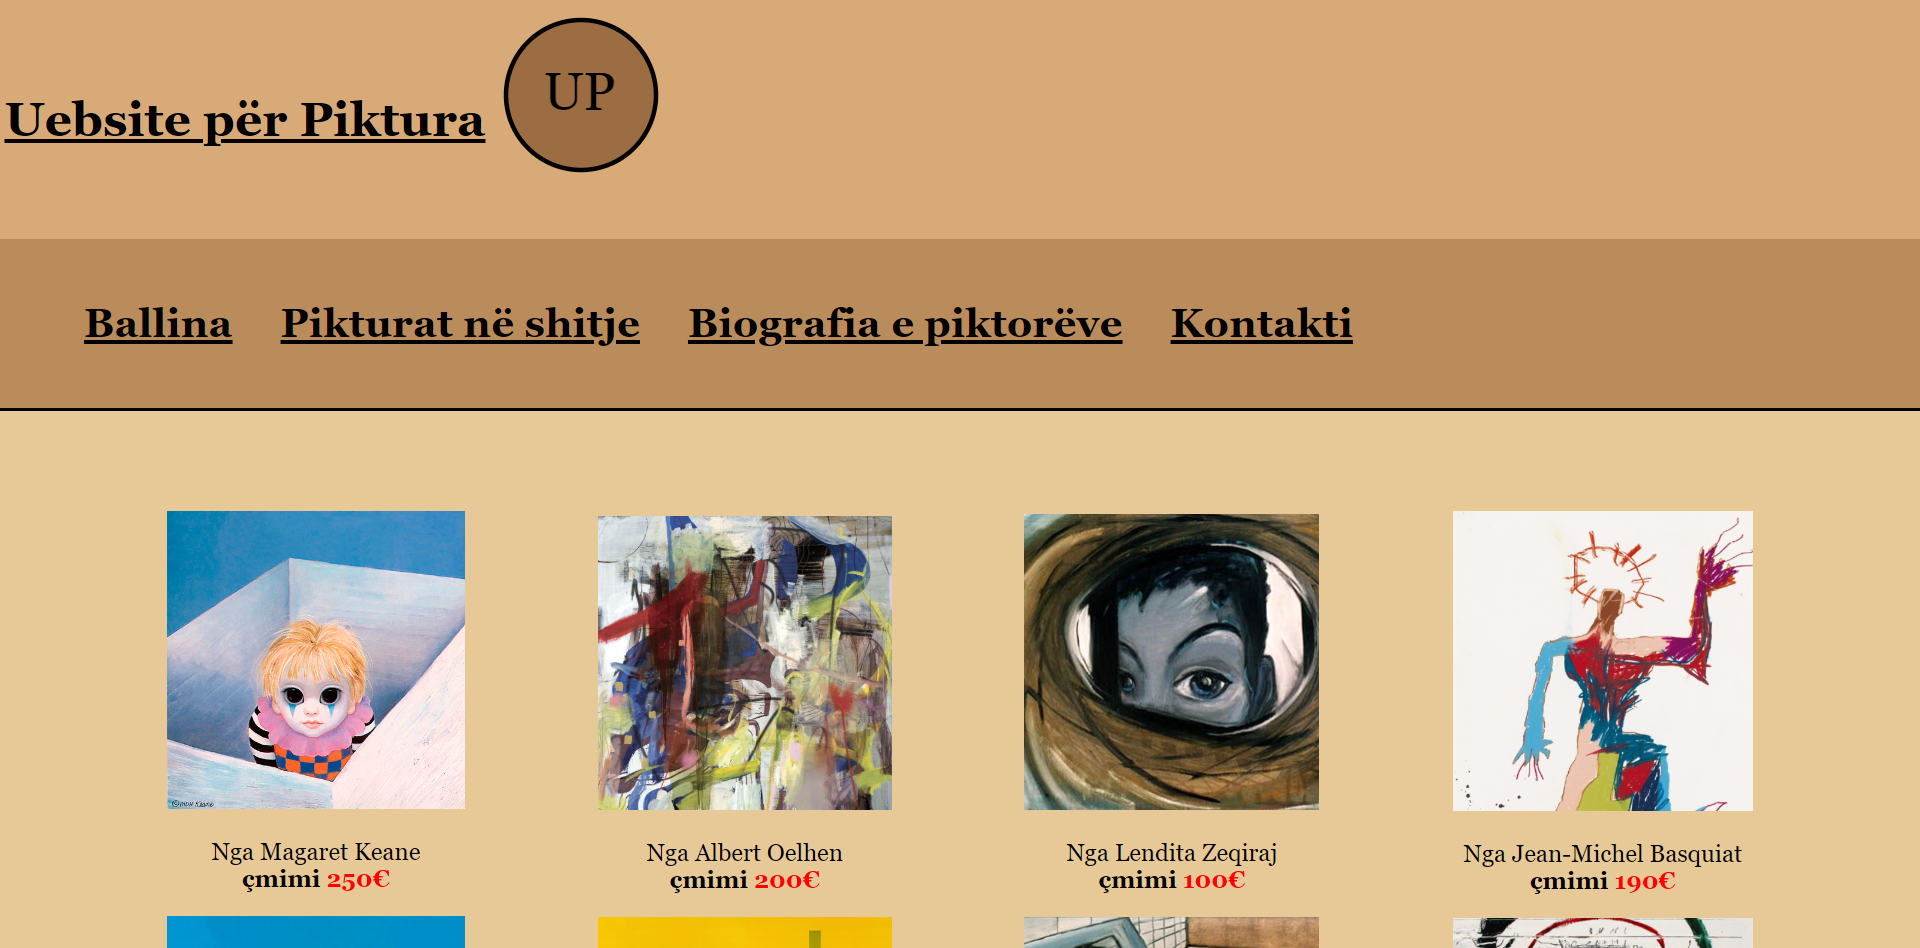 UP
Uebsite për Piktura
Ballina Pikturat në shitje Biografia e piktorëve Kontakti
Nga Magaret Keane
çmimi 250€
Nga Albert Oelhen
çmimi 200€
Nga Lendita Zeqiraj
çmimi 100€
Nga Jean-Michel Basquiat
çmimi 190€